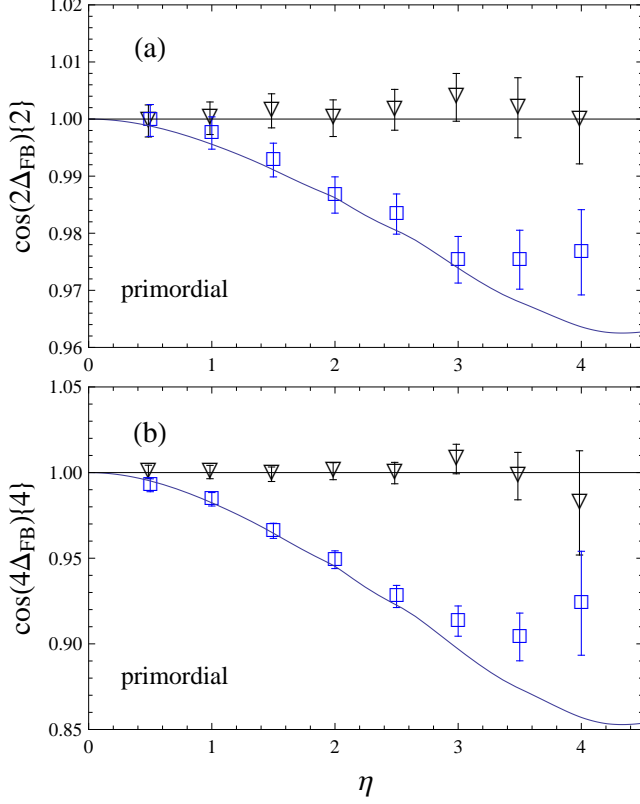 1.02
(a)
1.01
1.00
0.99
0.98
0.97
0.96
cos(2Δ_FB){2}
primordial
0 1 2 3 4
1.05
(b)
1.00
0.95
0.90
0.85
cos(4Δ_FB){4}
primordial
0 1 2 3 4
η